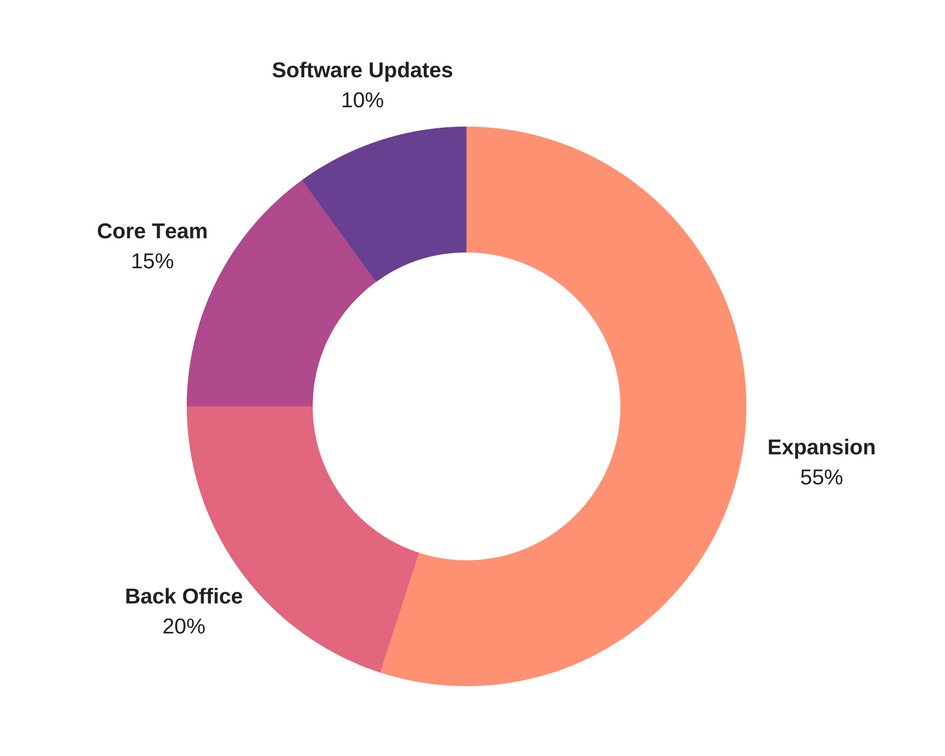 Software Updates
10%
Core Team
15%
Expansion
55%
Back Office
20%